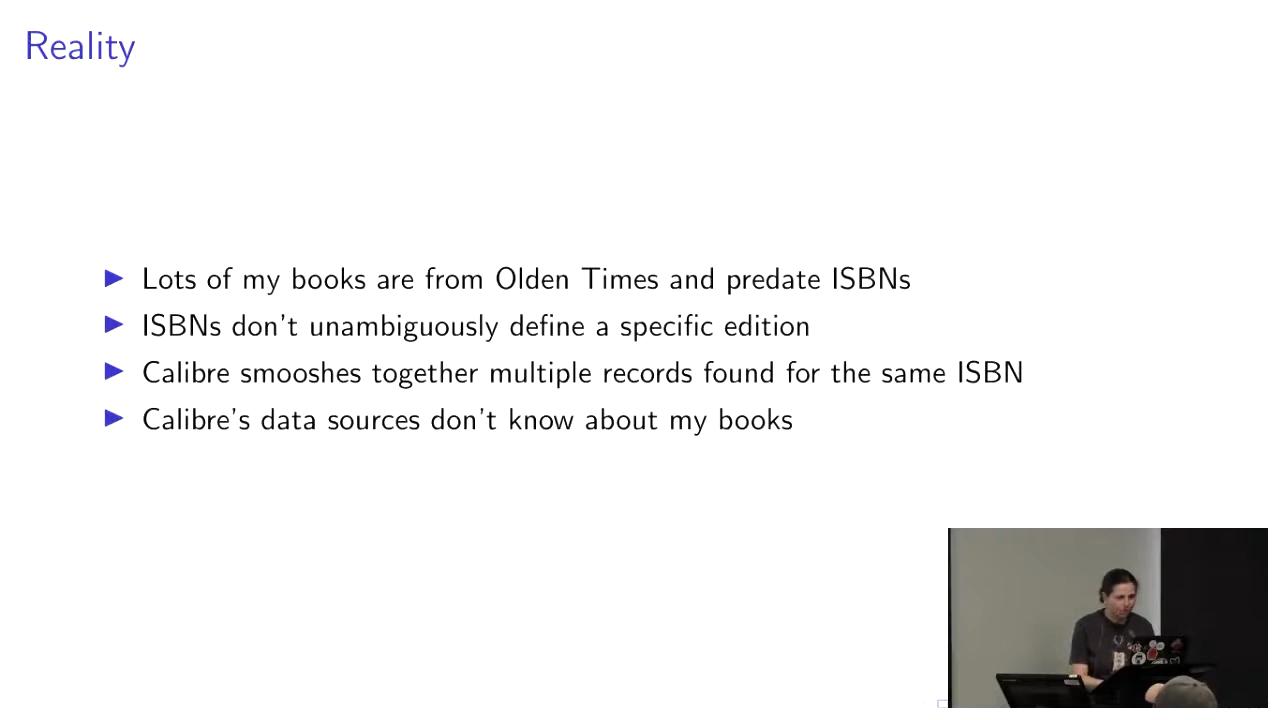 Reality
Lots of my books are from Olden Times and predate ISBNs
ISBNs don't unambiguously define a specific edition
Calibre smooshes together multiple records found for the same ISBN
Calibre's data sources don't know about my books